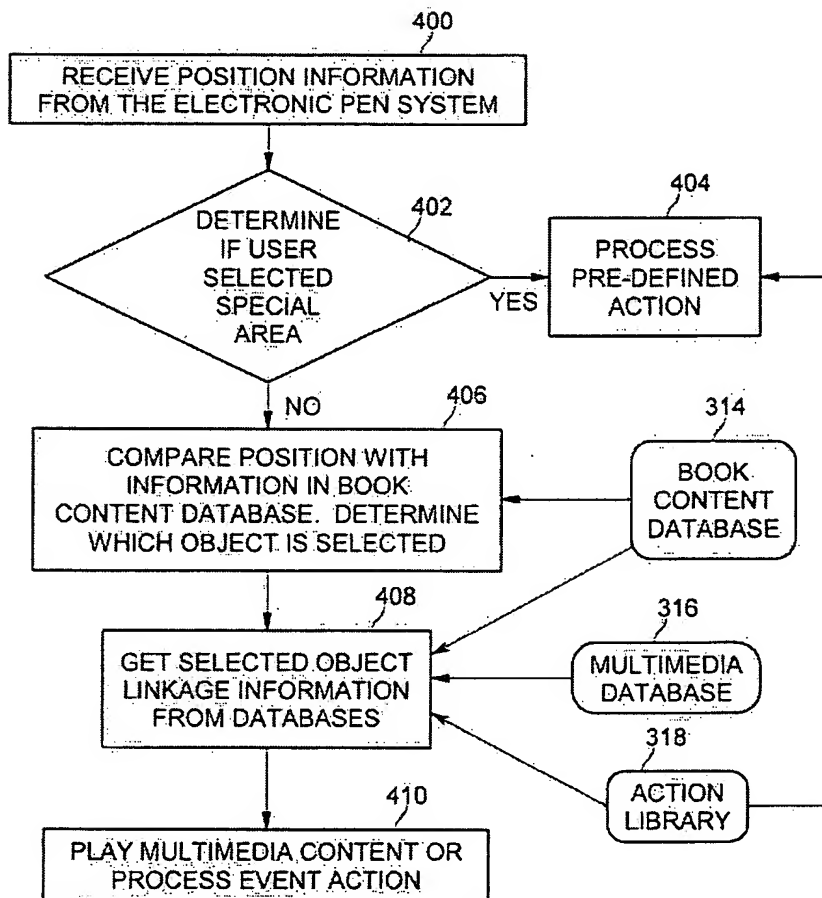 400
RECEIVE POSITION INFORMATION
FROM THE ELECTRONIC PEN SYSTEM
402
DETERMINE
IF USER
SELECTED
SPECIAL
AREA
YES
404
PROCESS
PRE-DEFINED
ACTION
NO
406
COMPARE POSITION WITH
INFORMATION IN BOOK
CONTENT DATABASE. DETERMINE
WHICH OBJECT IS SELECTED
314
BOOK
CONTENT
DATABASE
408
GET SELECTED OBJECT
LINKAGE INFORMATION
FROM DATABASES
316
MULTIMEDIA
DATABASE
318
ACTION
LIBRARY
410
PLAY MULTIMEDIA CONTENT OR
PROCESS EVENT ACTION